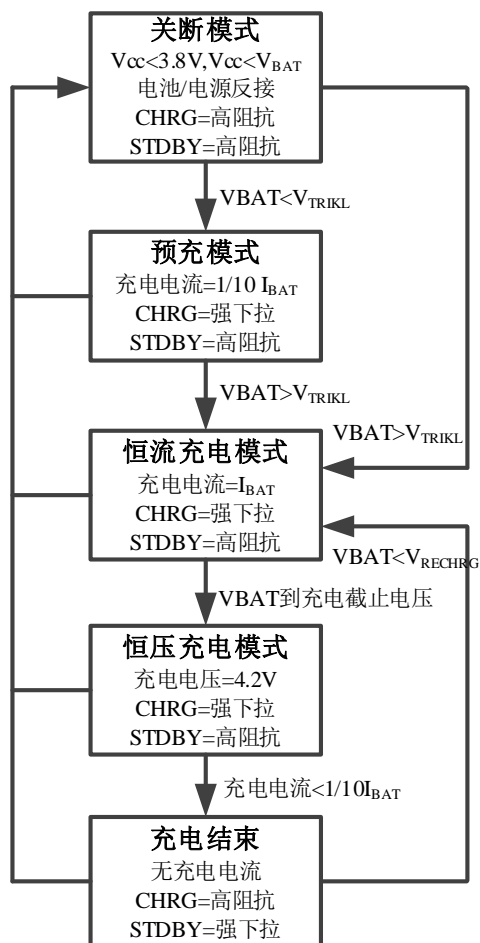 关断模式
Vcc<3.8V,Vcc<VBAT
电池/电源反接
CHRG=高阻抗
STDBY=高阻抗
VBAT<VTRIKL
预充模式
充电电流=1/10 IBAT
CHRG=强下拉
STDBY=高阻抗
VBAT>VTRIKL
VBAT>VTRIKL
恒流充电模式
充电电流=IBAT
CHRG=强下拉
STDBY=高阻抗
VBAT<VRECHRG
VBAT到充电截止电压
恒压充电模式
充电电压=4.2V
CHRG=强下拉
STDBY=高阻抗
充电电流<1/10IBAT
充电结束
无充电电流
CHRG=高阻抗
STDBY=强下拉